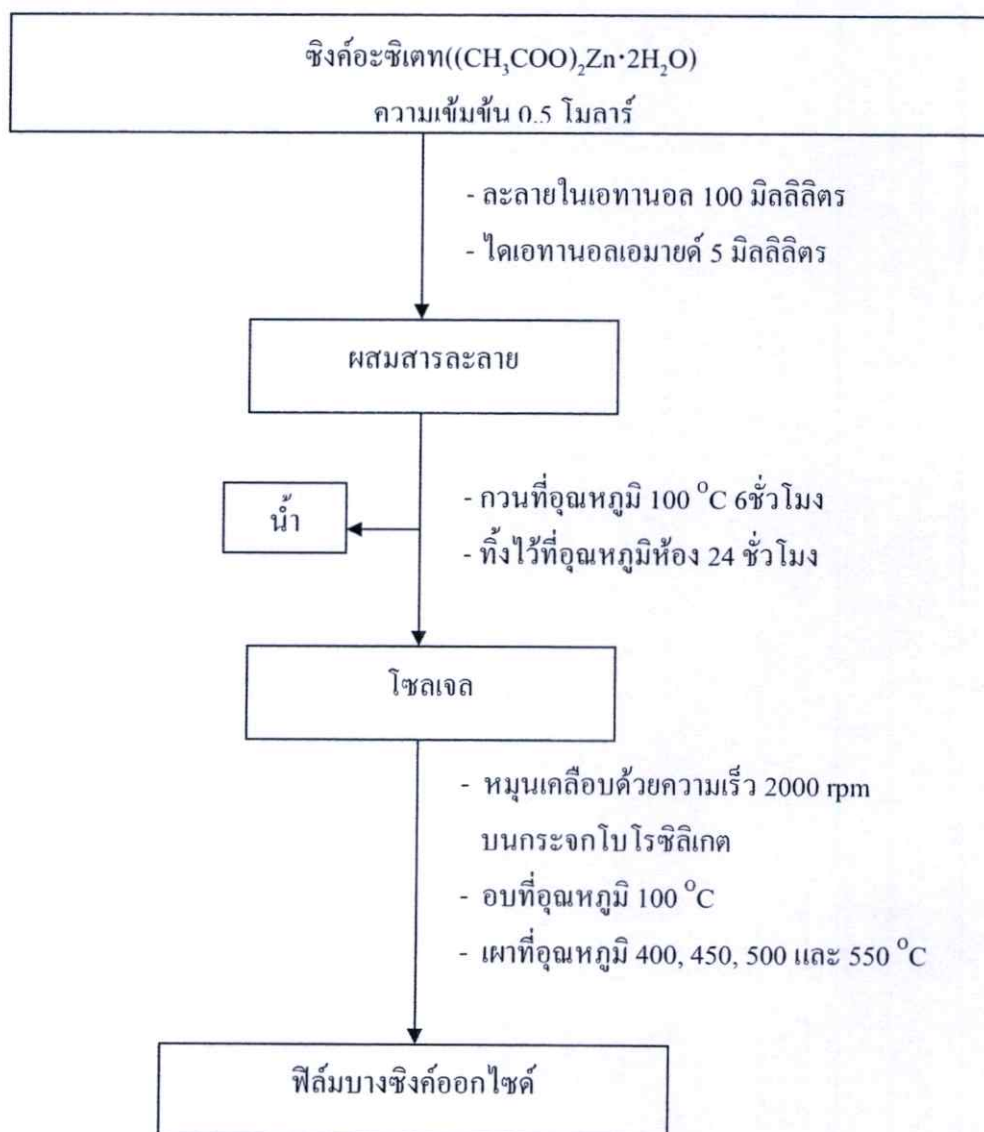 ซิงค์อะซิเตท((CH₃COO)₂Zn·2H₂O)
ความเข้มข้น 0.5 โมลาร์
- ละลายในเอทานอล 100 มิลลิลิตร
- ไดเอทานอลเอมายด์ 5 มิลลิลิตร
ผสมสารละลาย
น้ำ
- กวนที่อุณหภูมิ 100 °C 6ชั่วโมง
- ทิ้งไว้ที่อุณหภูมิห้อง 24 ชั่วโมง
โซลเจล
- หมุนเคลือบด้วยความเร็ว 2000 rpm
บนกระจกโบโรซิลิเกต
- อบที่อุณหภูมิ 100 °C
- เผาที่อุณหภูมิ 400, 450, 500 และ 550 °C
ฟิล์มบางซิงค์ออกไซด์